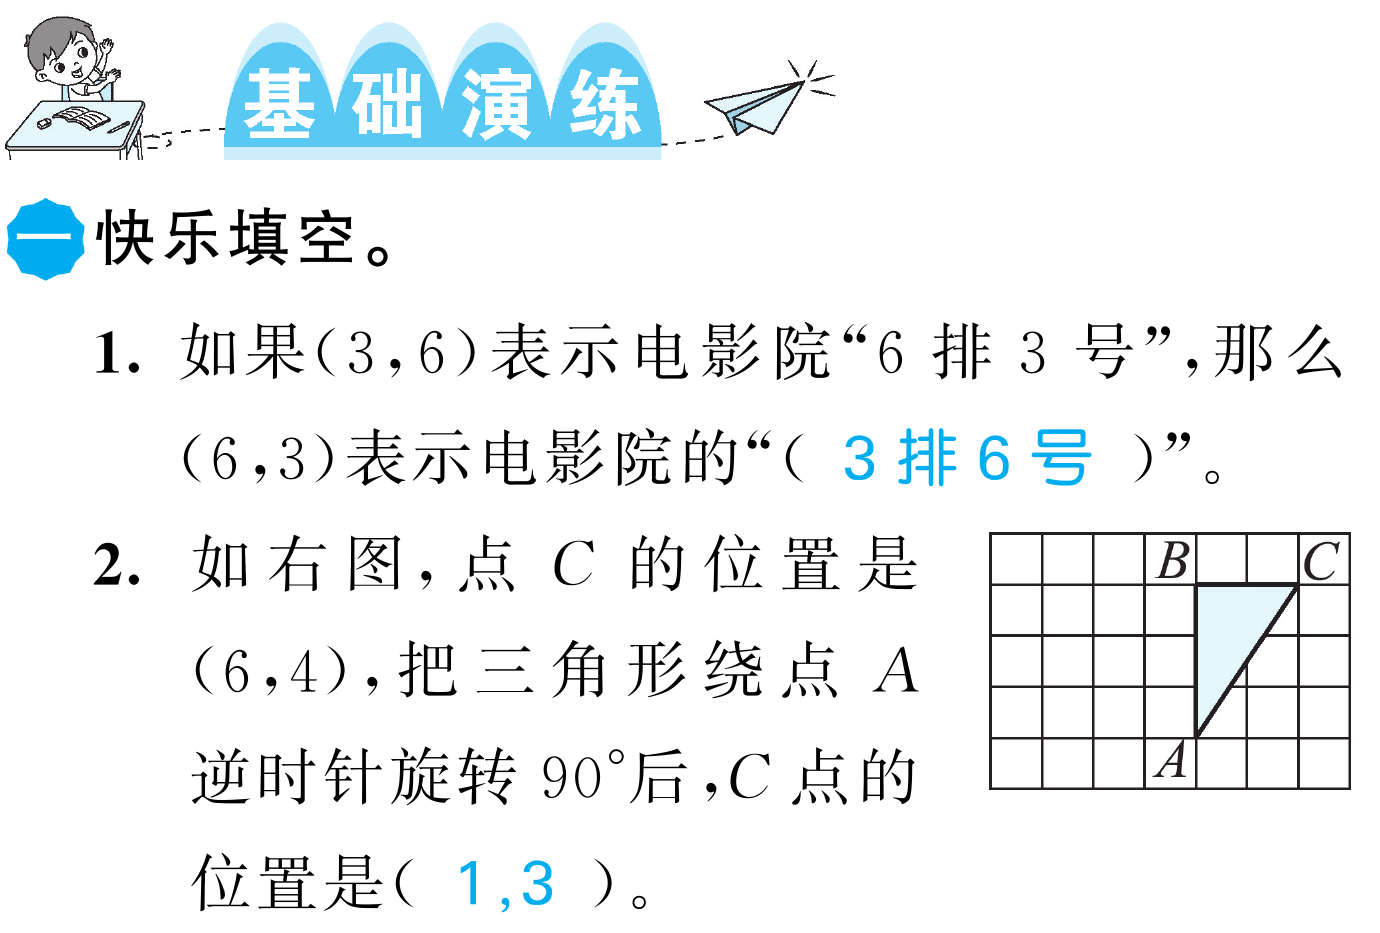 基础演练
一 快乐填空。
1. 如果(3,6)表示电影院“6 排 3 号”,那么
(6,3)表示电影院的“( 3排6号 )”。
2. 如右图,点 C 的位置是
(6,4),把三角形绕点 A
逆时针旋转 90°后,C 点的
位置是( 1,3 )。
B C
A